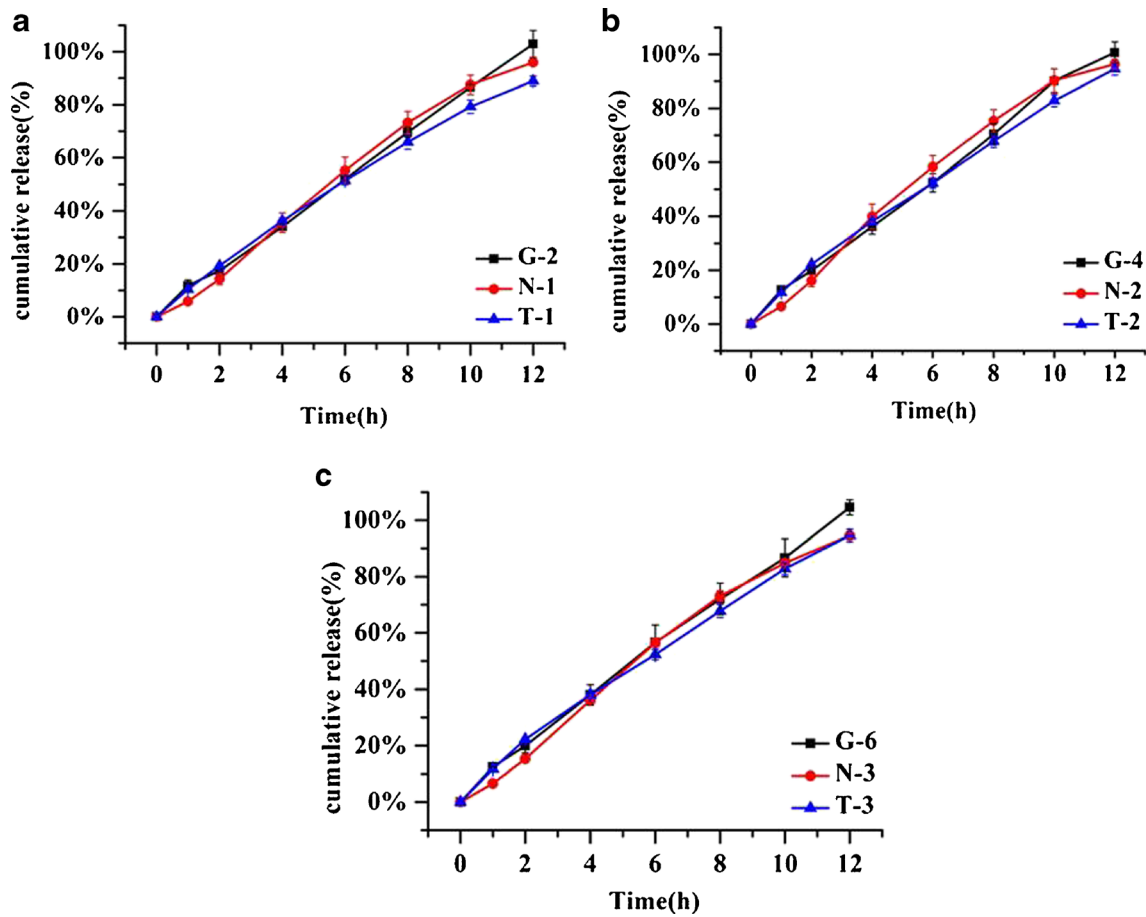 a
cumulative release(%)
100%
80%
60%
40%
20%
0%
G-2
N-1
T-1
0 2 4 6 8 10 12
Time(h)
b
cumulative release(%)
100%
80%
60%
40%
20%
0%
G-4
N-2
T-2
0 2 4 6 8 10 12
Time(h)
c
cumulative release(%)
100%
80%
60%
40%
20%
0%
G-6
N-3
T-3
0 2 4 6 8 10 12
Time(h)